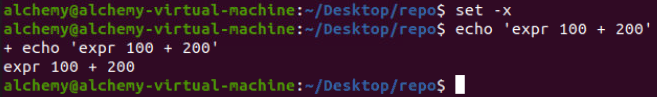 alchemy@alchemy-virtual-machine:~/Desktop/repo$ set -x
alchemy@alchemy-virtual-machine:~/Desktop/repo$ echo 'expr 100 + 200'
+ echo 'expr 100 + 200'
expr 100 + 200
alchemy@alchemy-virtual-machine:~/Desktop/repo$